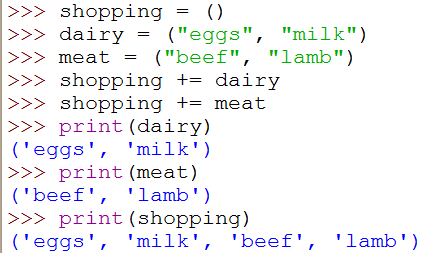 >>> shopping = ()
>>> dairy = ("eggs", "milk")
>>> meat = ("beef", "lamb")
>>> shopping += dairy
>>> shopping += meat
>>> print(dairy)
('eggs', 'milk')
>>> print(meat)
('beef', 'lamb')
>>> print(shopping)
('eggs', 'milk', 'beef', 'lamb')